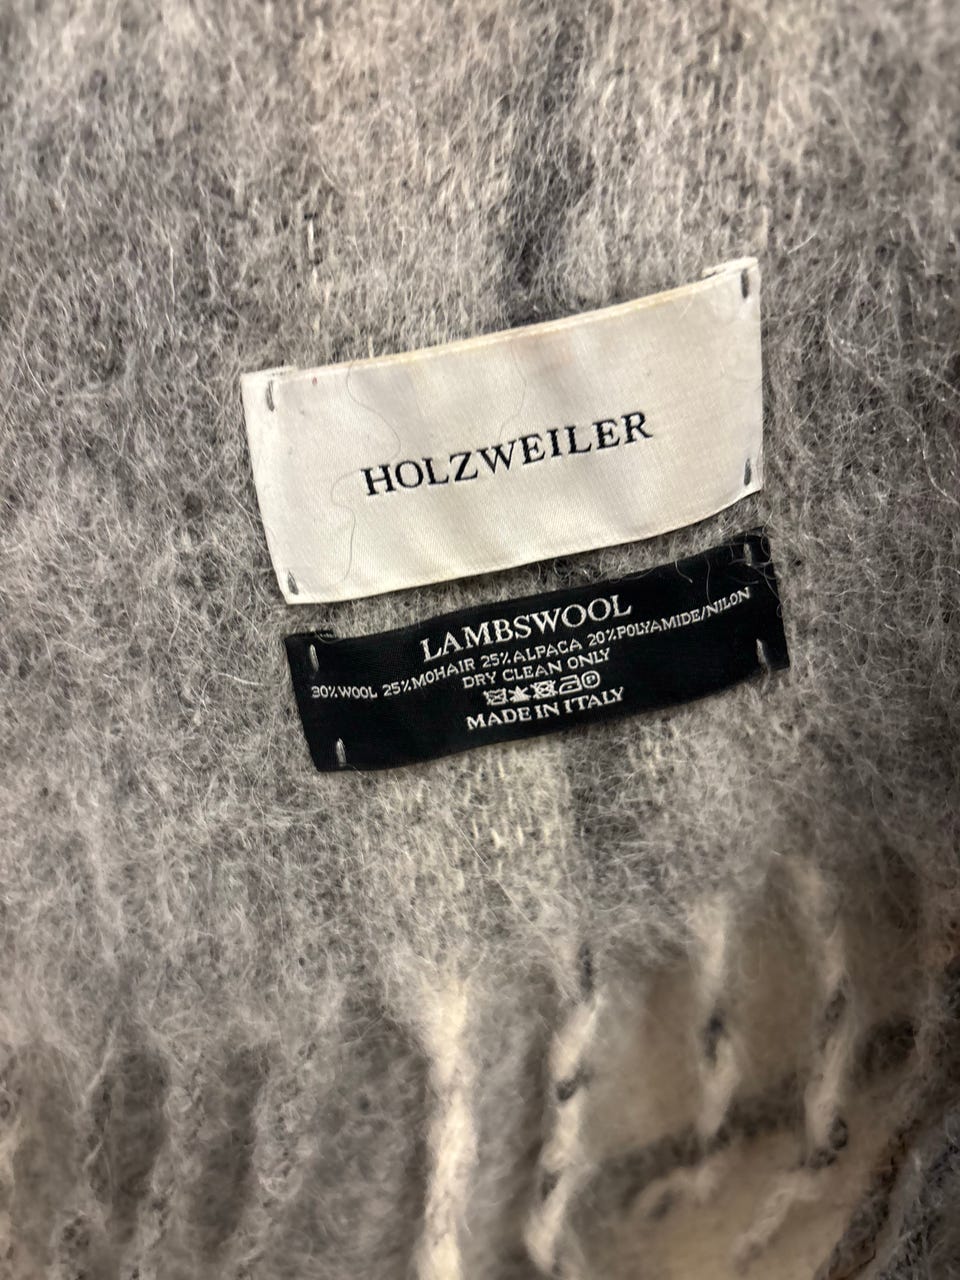 HOLZWEILER
LAMBSWOOL
30%WOOL 25%MOHAIR 25%ALPACA 20%POLYAMIDE/NILON
DRY CLEAN ONLY
MADE IN ITALY